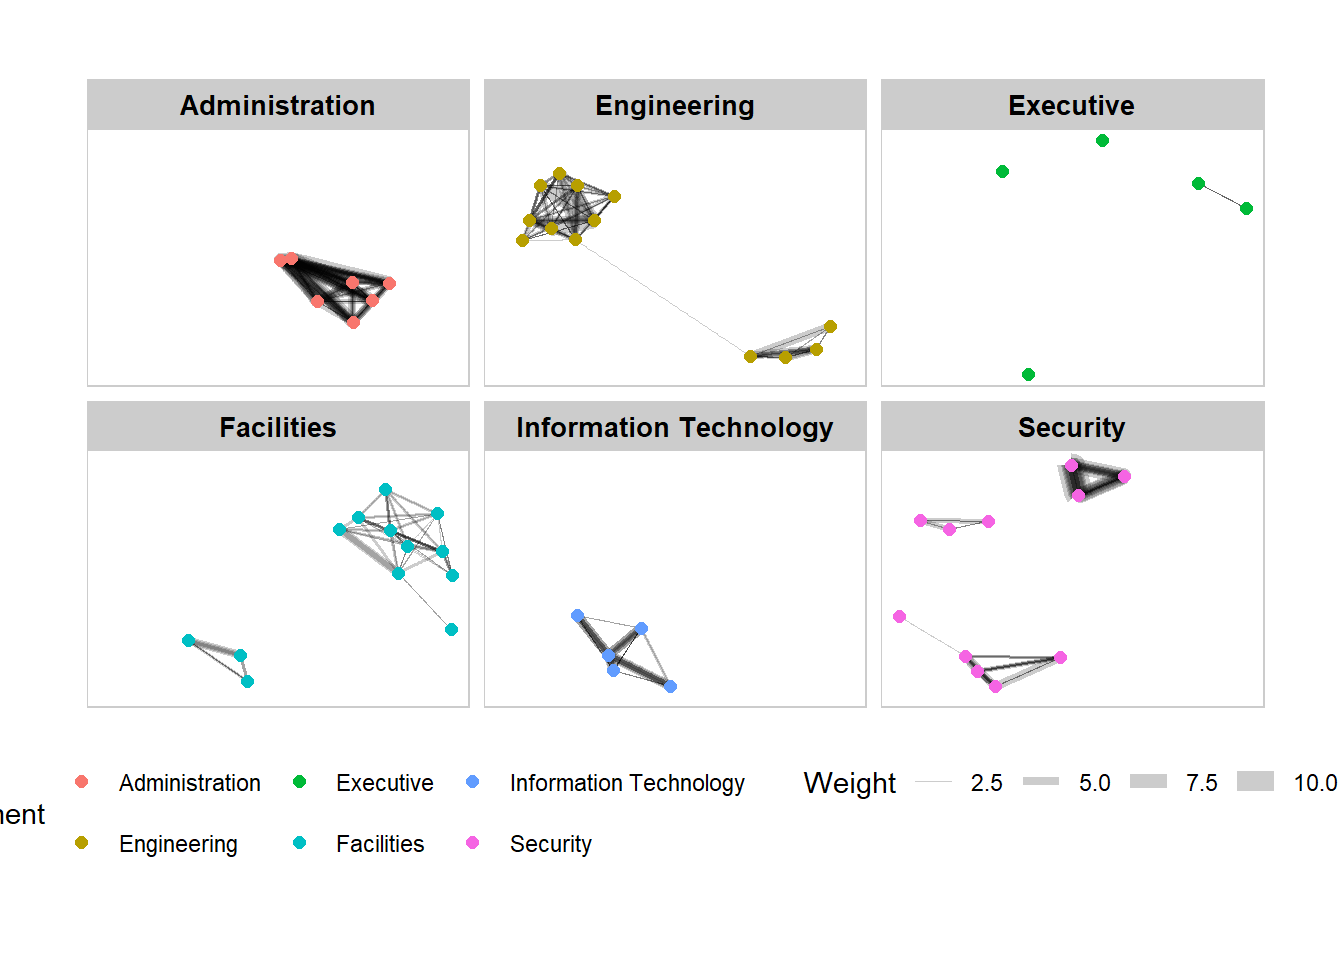 Administration
Engineering
Executive
Facilities
Information Technology
Security
Administration
Executive
Information Technology
Weight
2.5
5.0
7.5
10.0
Engineering
Facilities
Security